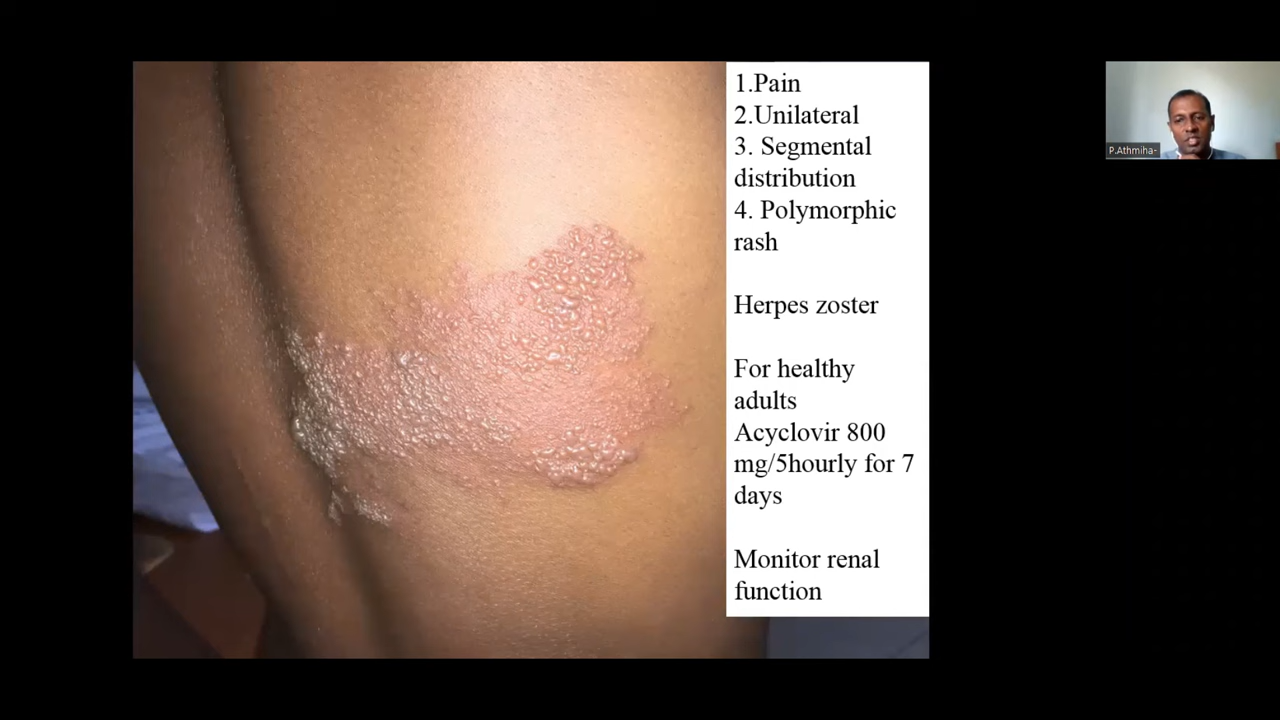 1.Pain
2.Unilateral
3. Segmental
distribution
4. Polymorphic
rash
Herpes zoster
For healthy
adults
Acyclovir 800
mg/5hourly for 7
days
Monitor renal
function
P.Athmiha-